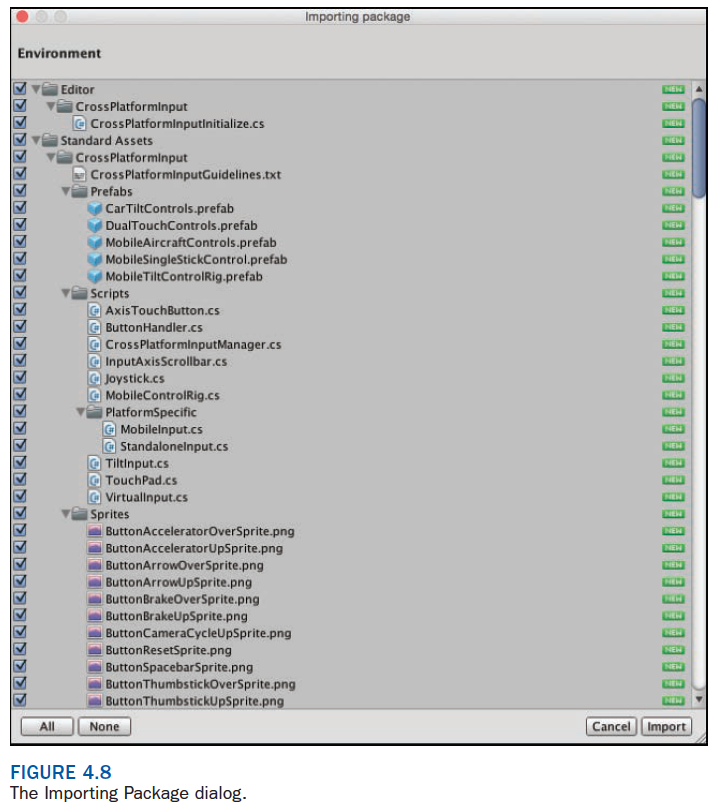 Importing package
Environment
Editor NEW
CrossPlatformInput NEW
CrossPlatformInputInitialize.cs NEW
Standard Assets NEW
CrossPlatformInput NEW
CrossPlatformInputGuidelines.txt NEW
Prefabs NEW
CarTiltControls.prefab NEW
DualTouchControls.prefab NEW
MobileAircraftControls.prefab NEW
MobileSingleStickControl.prefab NEW
MobileTiltControlRig.prefab NEW
Scripts NEW
AxisTouchButton.cs NEW
ButtonHandler.cs NEW
CrossPlatformInputManager.cs NEW
InputAxisScrollbar.cs NEW
Joystick.cs NEW
MobileControlRig.cs NEW
PlatformSpecific NEW
MobileInput.cs NEW
StandaloneInput.cs NEW
TiltInput.cs NEW
TouchPad.cs NEW
VirtualInput.cs NEW
Sprites NEW
ButtonAcceleratorOverSprite.png NEW
ButtonAcceleratorUpSprite.png NEW
ButtonArrowOverSprite.png NEW
ButtonArrowUpSprite.png NEW
ButtonBrakeOverSprite.png NEW
ButtonBrakeUpSprite.png NEW
ButtonCameraCycleUpSprite.png NEW
ButtonResetSprite.png NEW
ButtonSpacebarSprite.png NEW
ButtonThumbstickOverSprite.png NEW
ButtonThumbstickUpSprite.png NEW
All None Cancel Import
FIGURE 4.8
The Importing Package dialog.